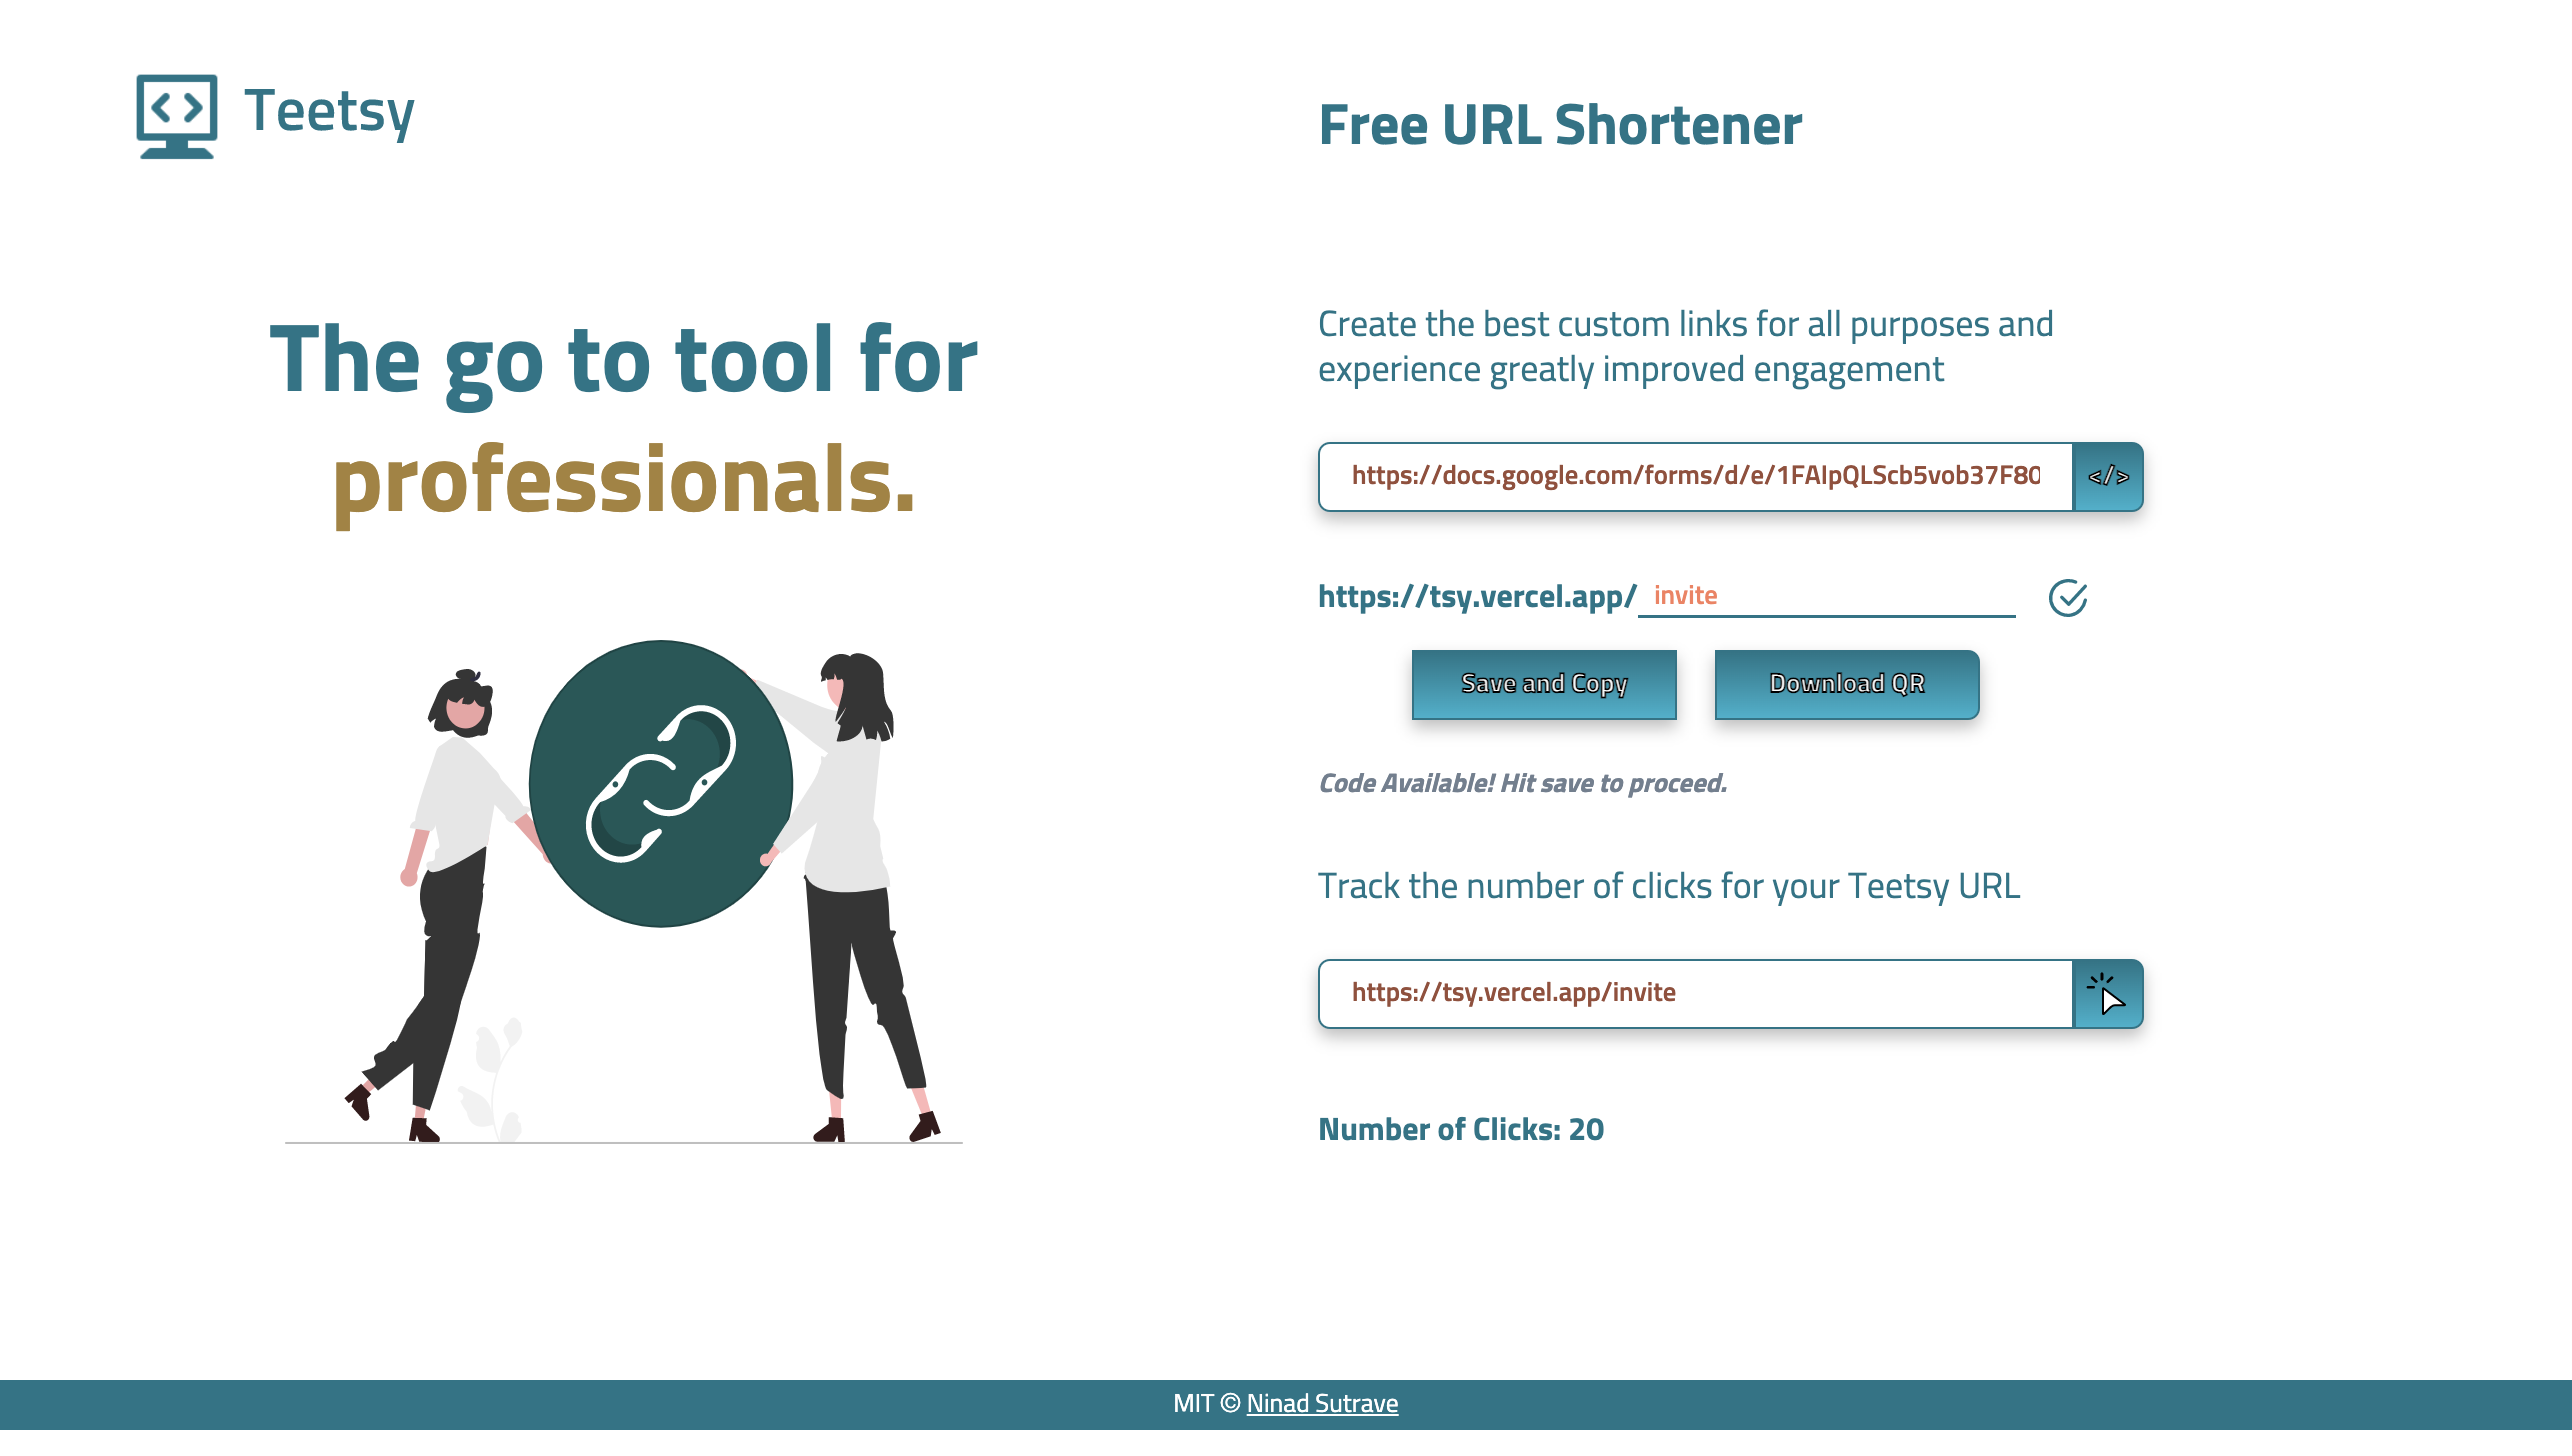 Teetsy
Free URL Shortener
The go to tool for
professionals.
Create the best custom links for all purposes and
experience greatly improved engagement
https://docs.google.com/forms/d/e/1FAIpQLScb5vob37F80
</>
https://tsy.vercel.app/ invite
Save and Copy
Download QR
Code Available! Hit save to proceed.
Track the number of clicks for your Teetsy URL
https://tsy.vercel.app/invite
Number of Clicks: 20
MIT © Ninad Sutrave